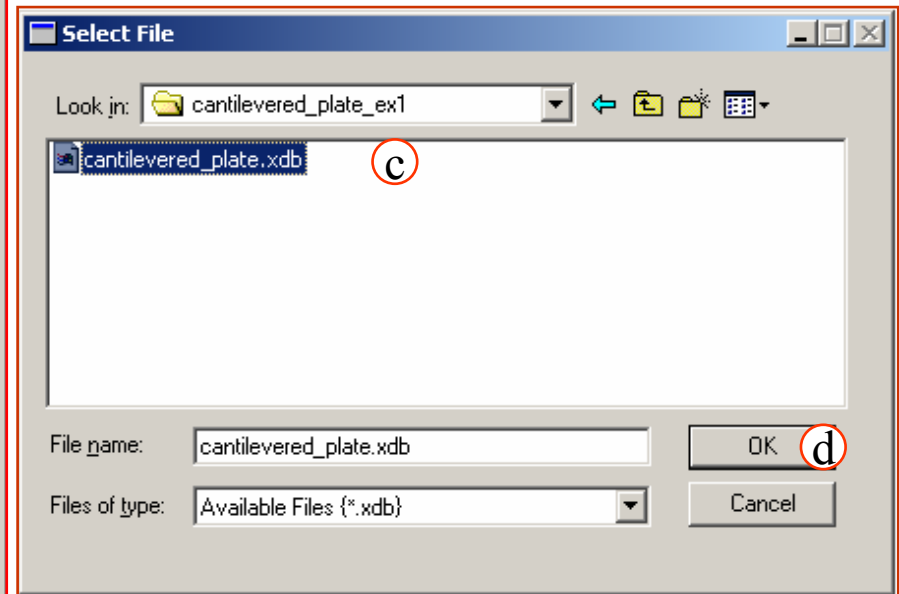 Select File
Look in: cantilevered_plate_ex1
cantilevered_plate.xdb c
File name: cantilevered_plate.xdb OK d
Files of type: Available Files {*.xdb} Cancel